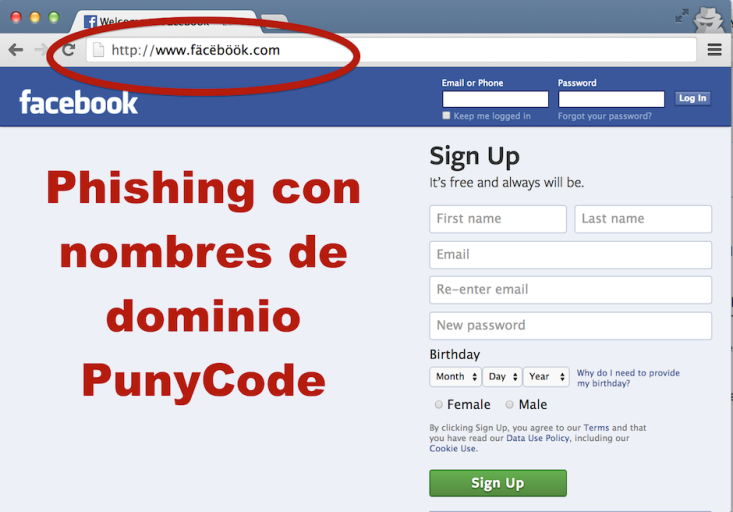 Welcome to Facebook
http://www.fäcëböök.com
facebook
Email or Phone
Password
Log In
Keep me logged in
Forgot your password?
Phishing con
nombres de
dominio
PunyCode
Sign Up
It's free and always will be.
First name
Last name
Email
Re-enter email
New password
Birthday
Month
Day
Year
Why do I need to provide
my birthday?
Female
Male
By clicking Sign Up, you agree to our Terms and that
you have read our Data Use Policy, including our
Cookie Use.
Sign Up